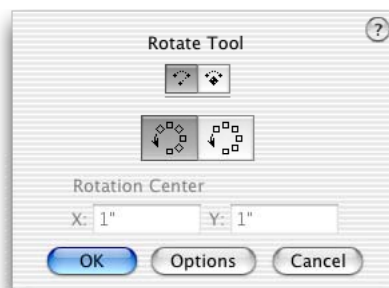 ?
Rotate Tool
Rotation Center
X: 1" Y: 1"
OK Options Cancel